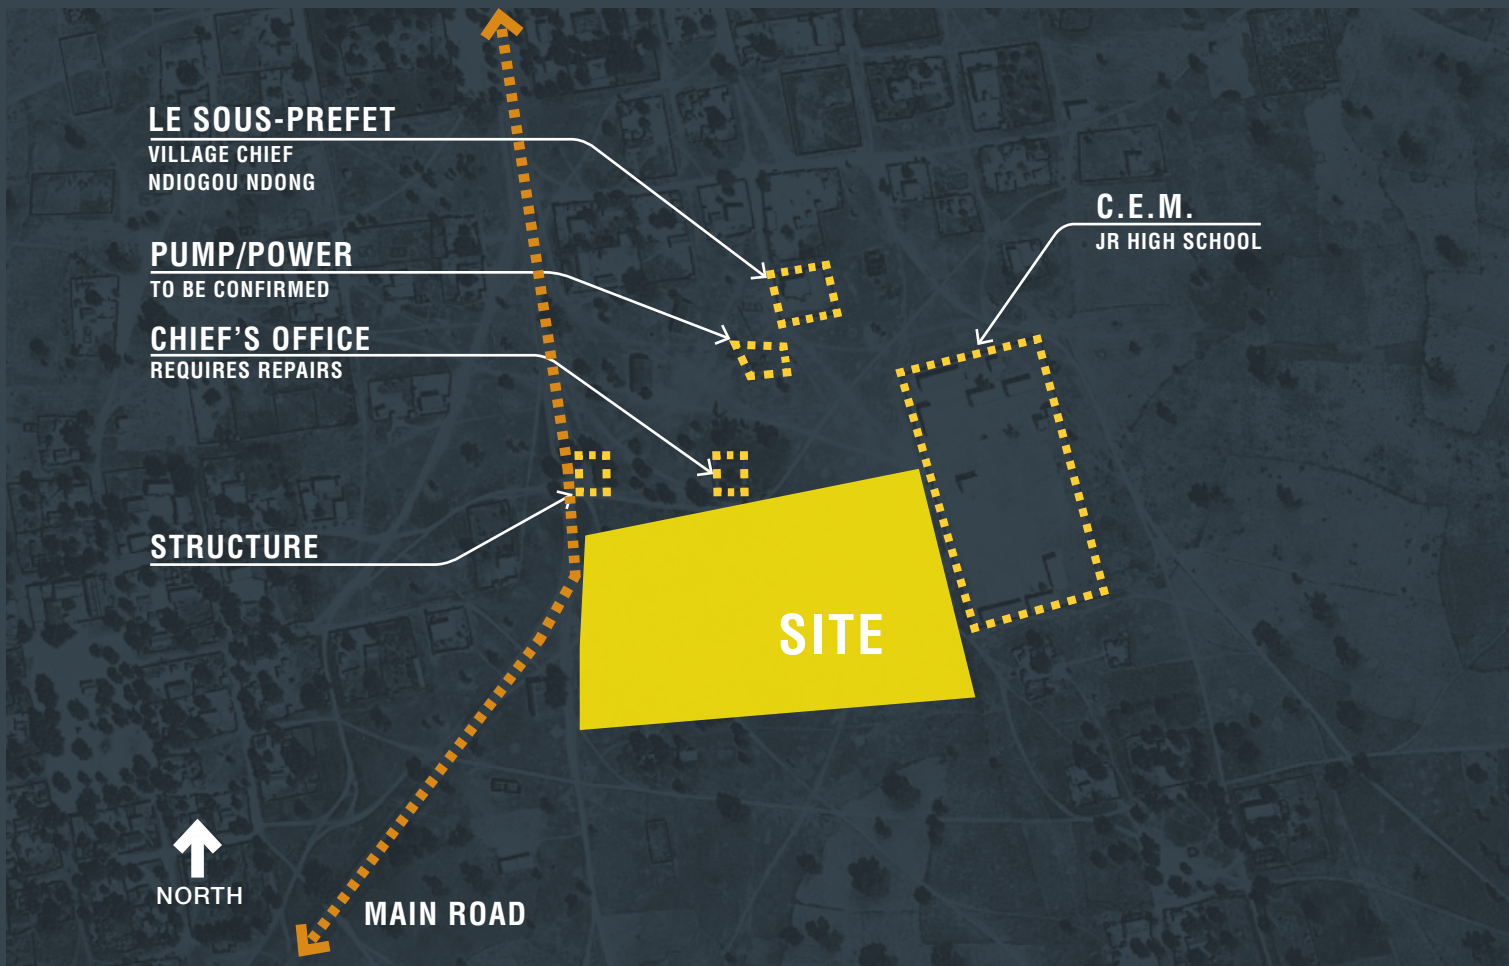 LE SOUS-PREFET
VILLAGE CHIEF
NDIOGOU NDONG
PUMP/POWER
TO BE CONFIRMED
CHIEF'S OFFICE
REQUIRES REPAIRS
STRUCTURE
C.E.M.
JR HIGH SCHOOL
SITE
NORTH
MAIN ROAD